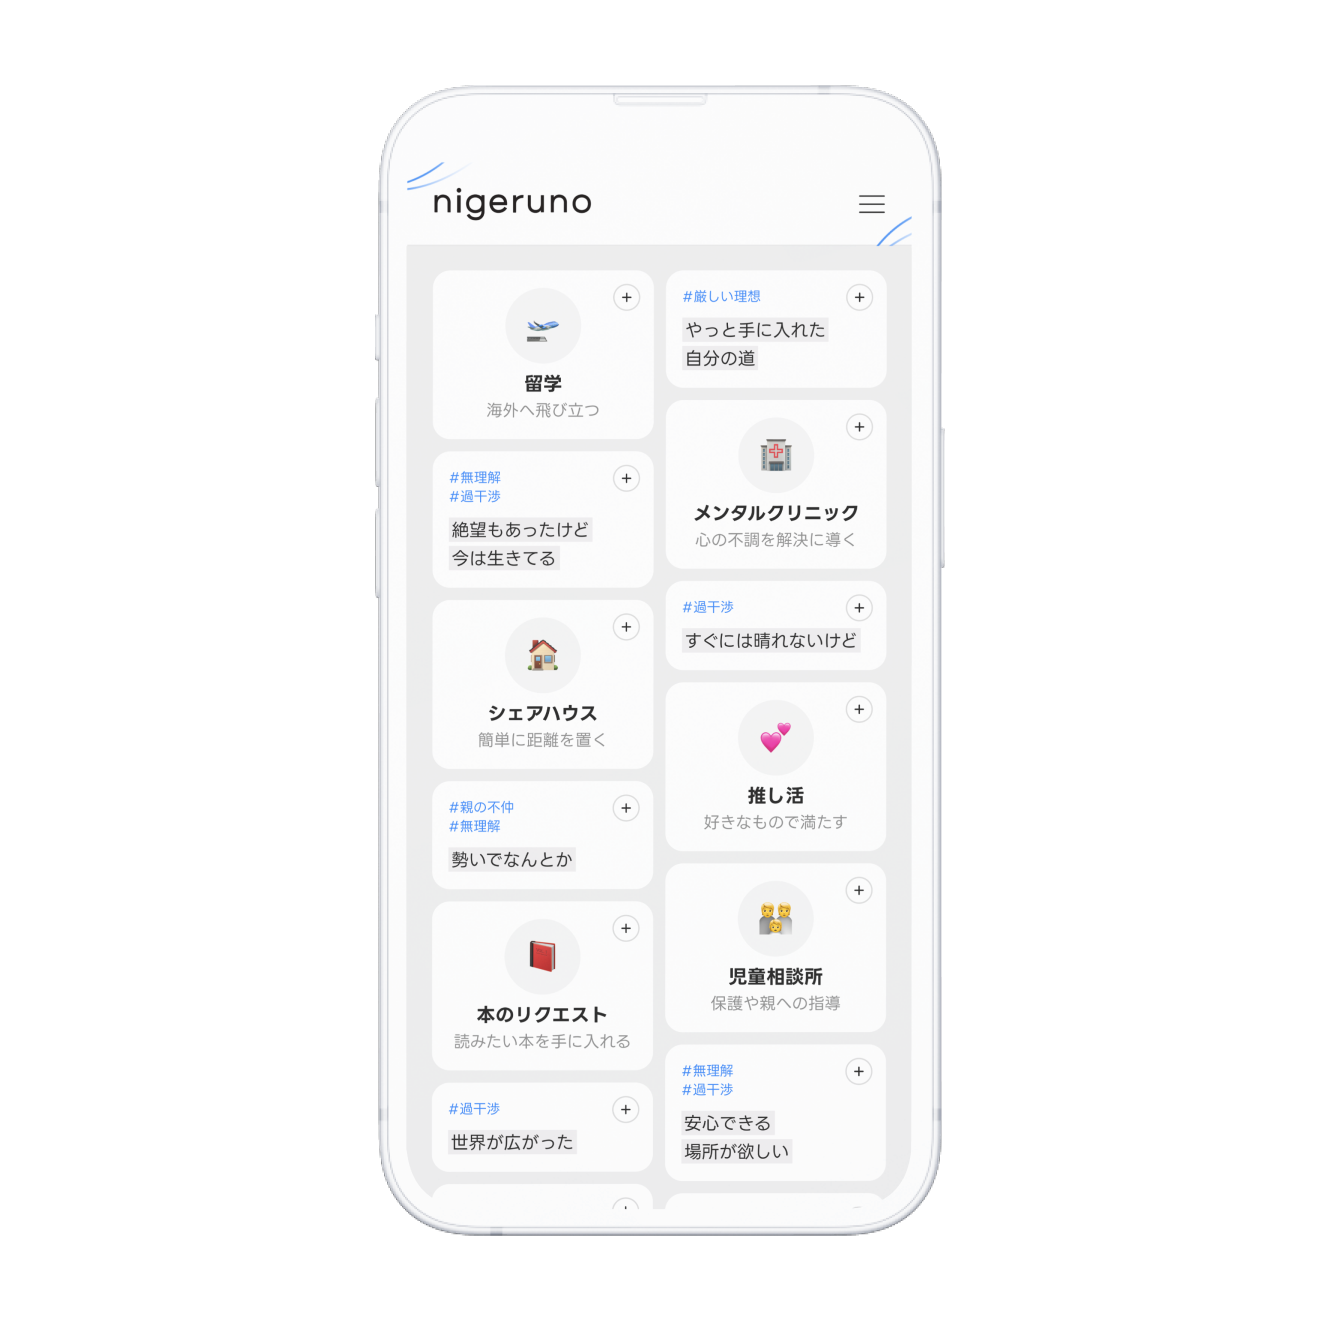 nigeruno
留学
海外へ飛び立つ
#無理解
#過干渉
絶望もあったけど
今は生きてる
シェアハウス
簡単に距離を置く
#親の不仲
#無理解
勢いでなんとか
本のリクエスト
読みたい本を手に入れる
#過干渉
世界が広がった
#厳しい理想
やっと手に入れた
自分の道
メンタルクリニック
心の不調を解決に導く
#過干渉
すぐには晴れないけど
推し活
好きなもので満たす
児童相談所
保護や親への指導
#無理解
#過干渉
安心できる
場所が欲しい